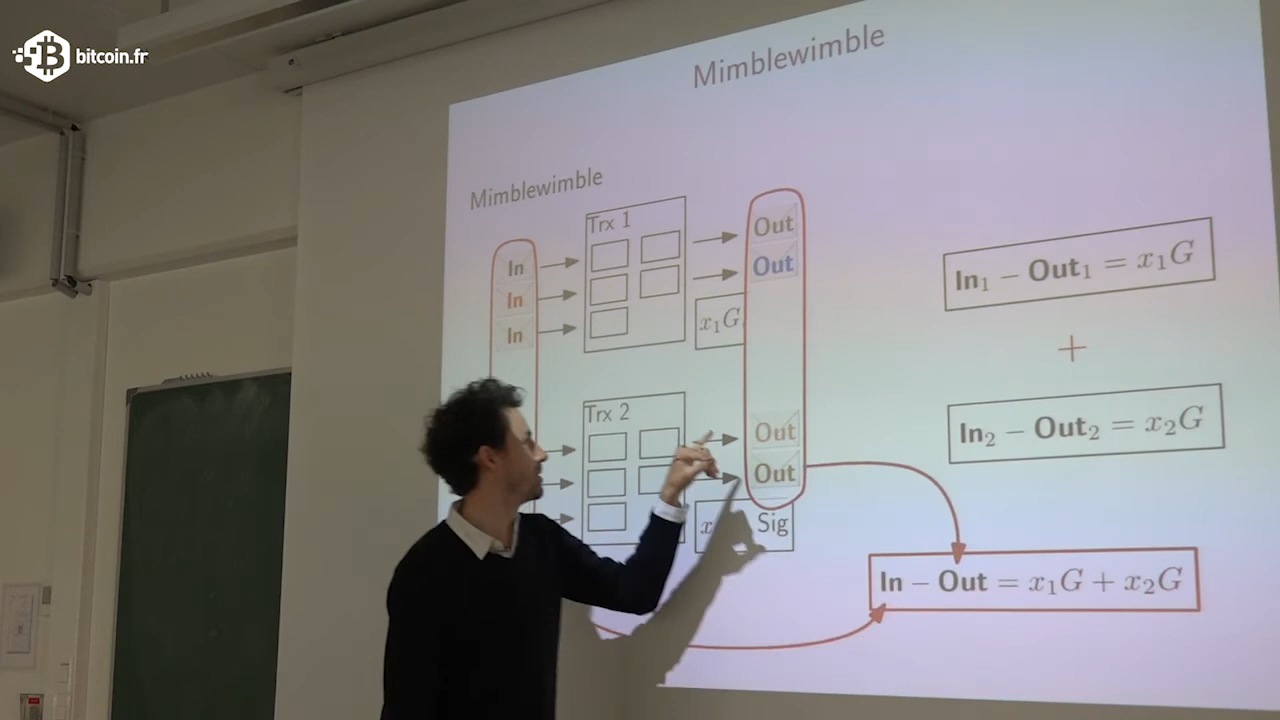 bitcoin.fr
Mimblewimble
Mimblewimble
Trx 1
In
In
In
Out
Out
x₁G
In₁ − Out₁ = x₁G
+
Trx 2
Out
Out
Sig
In₂ − Out₂ = x₂G
In − Out = x₁G + x₂G